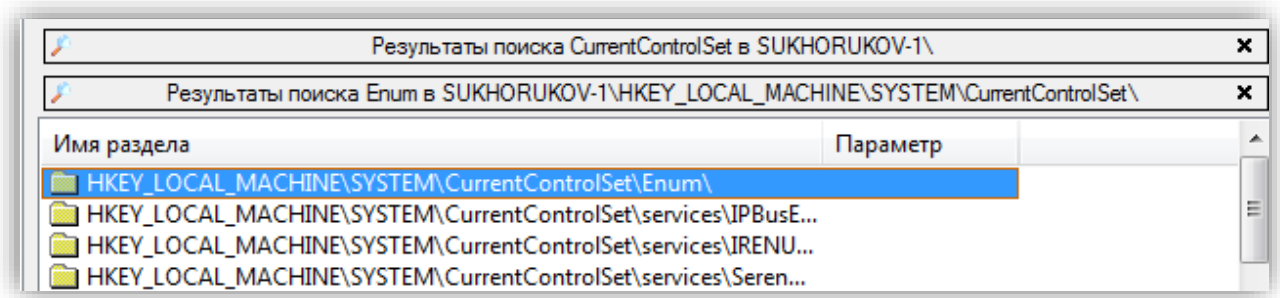 Результаты поиска CurrentControlSet в SUKHORUKOV-1\
Результаты поиска Enum в SUKHORUKOV-1\HKEY_LOCAL_MACHINE\SYSTEM\CurrentControlSet\
Имя раздела Параметр
HKEY_LOCAL_MACHINE\SYSTEM\CurrentControlSet\Enum\
HKEY_LOCAL_MACHINE\SYSTEM\CurrentControlSet\services\IPBusE...
HKEY_LOCAL_MACHINE\SYSTEM\CurrentControlSet\services\IRENU...
HKEY_LOCAL_MACHINE\SYSTEM\CurrentControlSet\services\Seren...